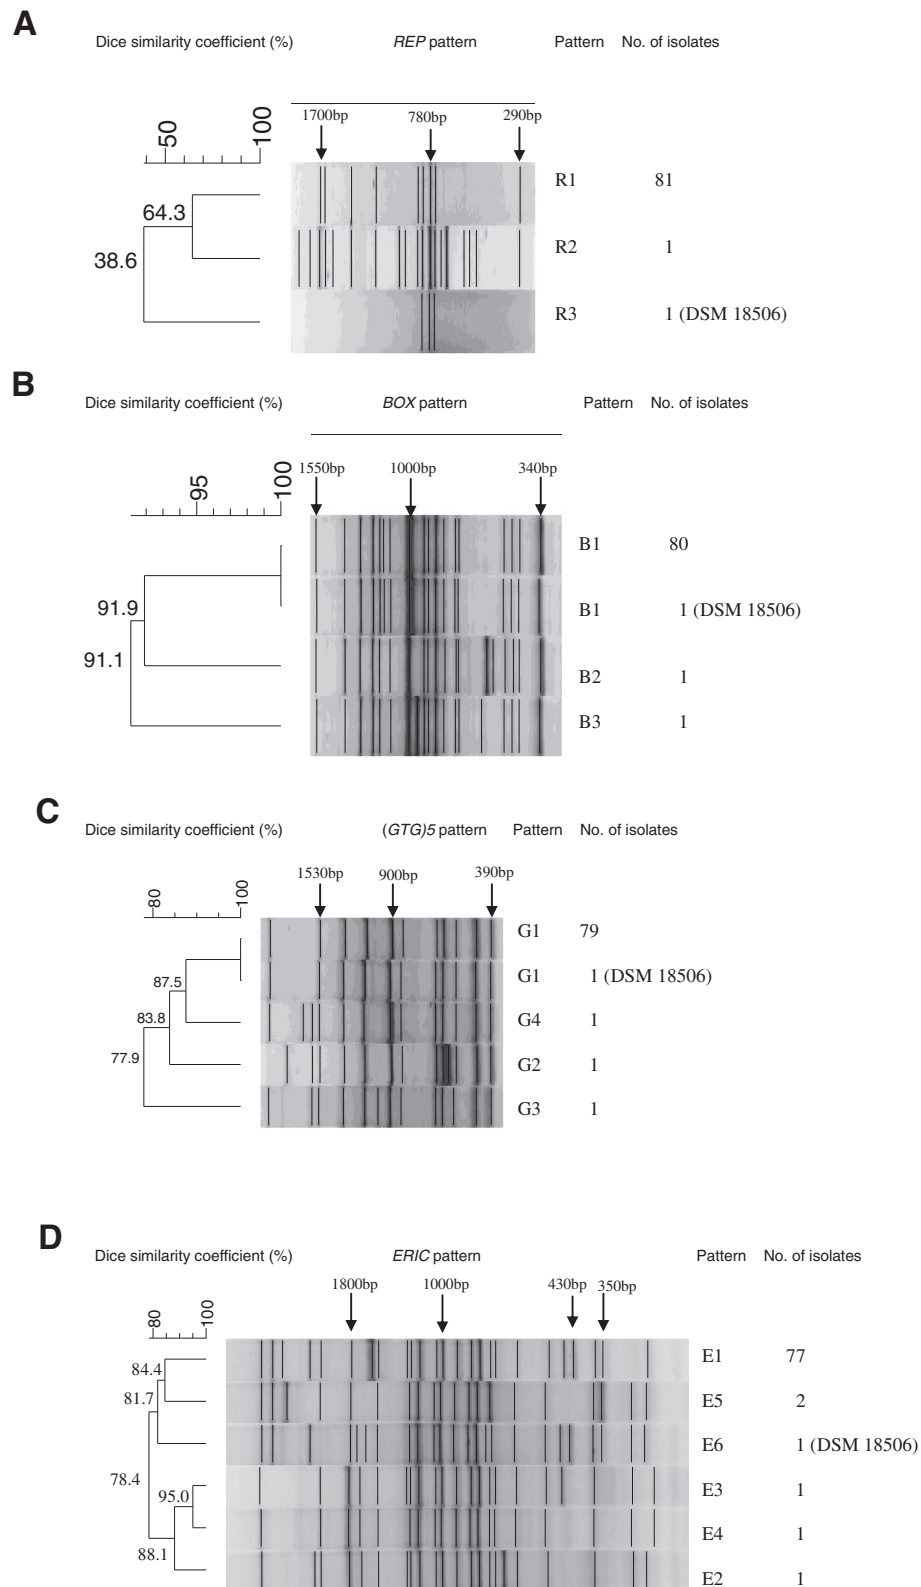 A
Dice similarity coefficient (%) REP pattern Pattern No. of isolates
50 100 1700bp 780bp 290bp
R1 81
64.3
R2 1
38.6
R3 1 (DSM 18506)
B
Dice similarity coefficient (%) BOX pattern Pattern No. of isolates
95 100 1550bp 1000bp 340bp
B1 80
91.9 B1 1 (DSM 18506)
91.1
B2 1
B3 1
C
Dice similarity coefficient (%) (GTG)5 pattern Pattern No. of isolates
80 100 1530bp 900bp 390bp
G1 79
87.5 G1 1 (DSM 18506)
83.8 G4 1
77.9 G2 1
G3 1
D
Dice similarity coefficient (%) ERIC pattern Pattern No. of isolates
80 100 1800bp 1000bp 430bp 350bp
84.4 E1 77
81.7 E5 2
E6 1 (DSM 18506)
78.4
95.0 E3 1
E4 1
88.1
E2 1